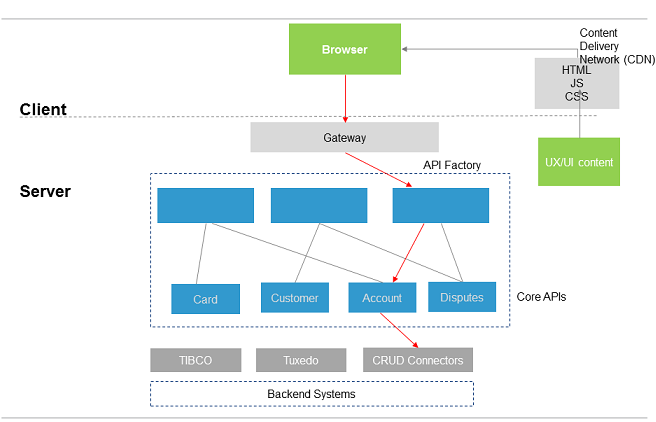 Content
Delivery
Network (CDN)
Browser
HTML
JS
CSS
Client
Gateway
UX/UI content
API Factory
Server
Card
Customer
Account
Disputes
Core APIs
TIBCO
Tuxedo
CRUD Connectors
Backend Systems